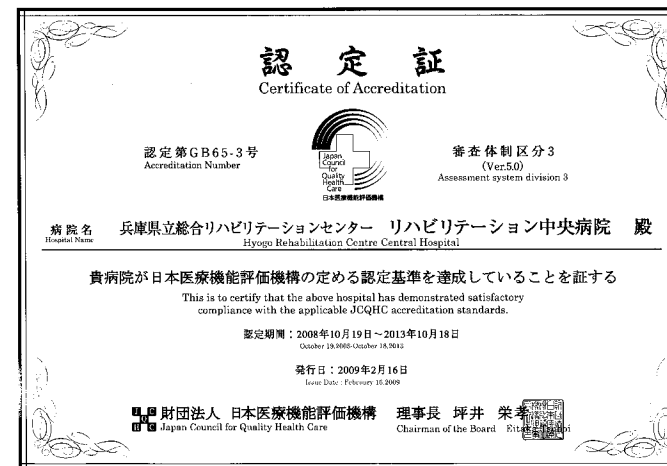 認定証
Certificate of Accreditation
認定第GB65-3号
Accreditation Number
Japan
Council
for
Quality
Health
Care
日本医療機能評価機構
審査体制区分3
(Ver.5.0)
Assessment system division 3
病院名 兵庫県立総合リハビリテーションセンター リハビリテーション中央病院 殿
Hospital Name Hyogo Rehabilitation Centre Central Hospital
貴病院が日本医療機能評価機構の定める認定基準を達成していることを証する
This is to certify that the above hospital has demonstrated satisfactory
compliance with the applicable JCQHC accreditation standards.
認定期間：2008年10月19日～2013年10月18日
October 19,2008-October 18,2013
発行日：2009年2月16日
Issue Date : February 16,2009
財団法人 日本医療機能評価機構 理事長 坪井 栄孝
Japan Council for Quality Health Care Chairman of the Board